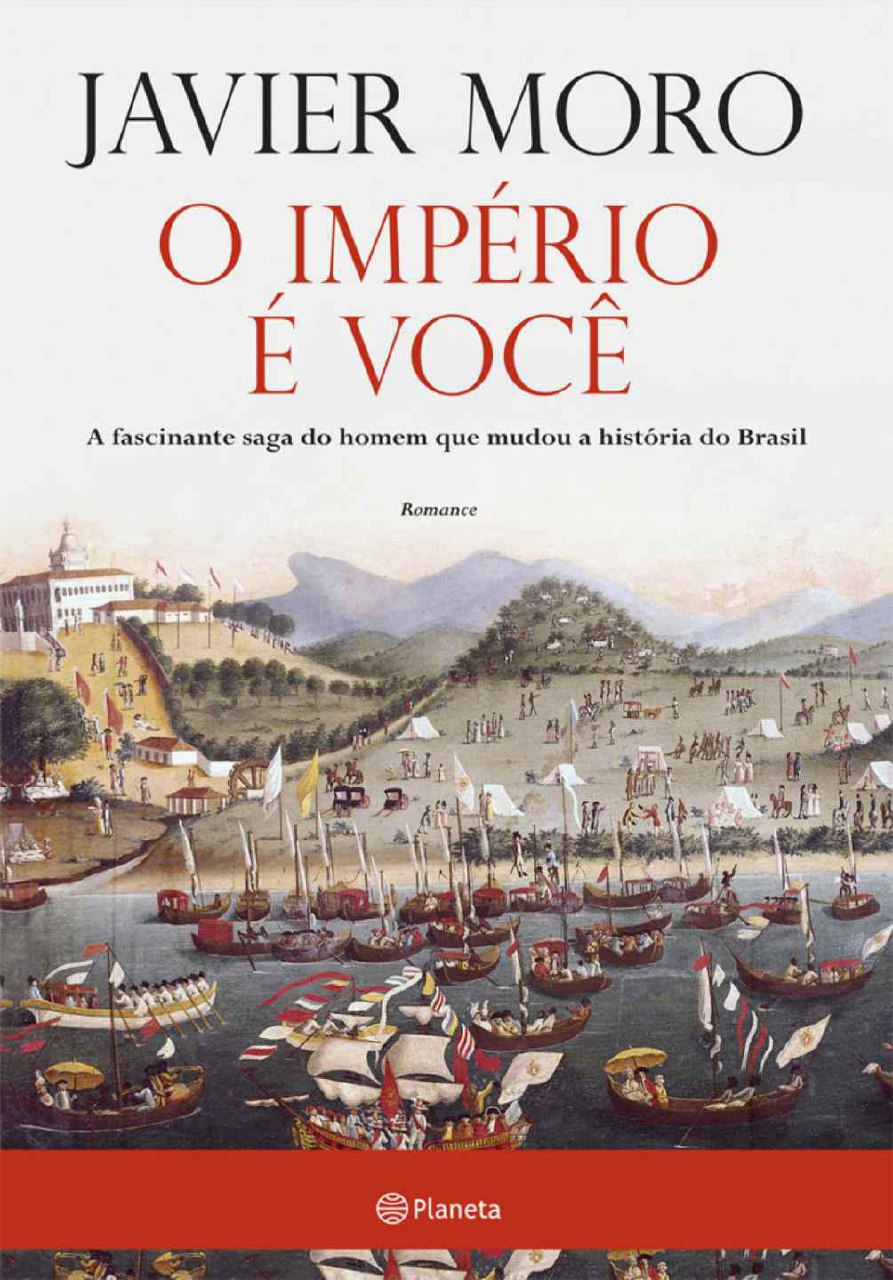 JAVIER MORO
O IMPÉRIO
É VOCÊ
A fascinante saga do homem que mudou a história do Brasil
Romance
Planeta